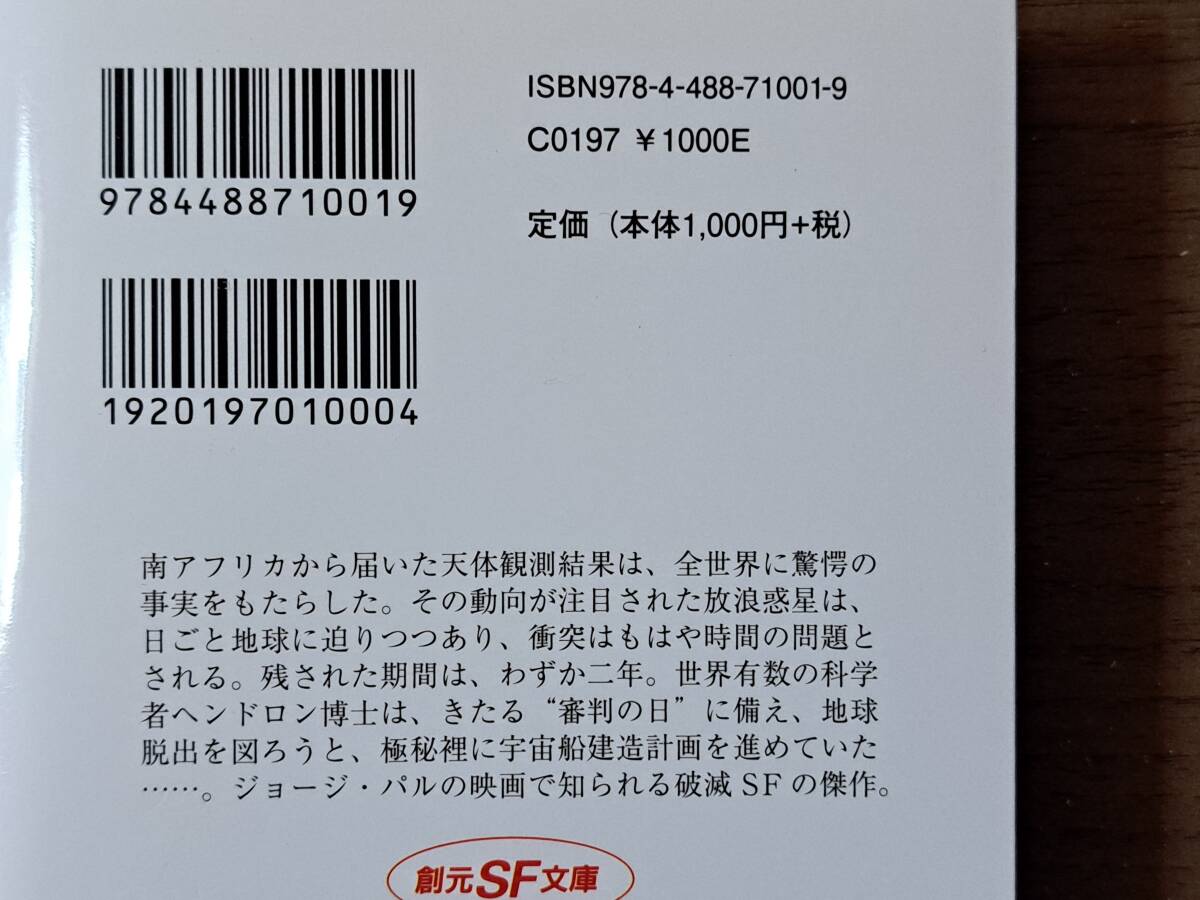 9784488710019
ISBN978-4-488-71001-9
C0197 ¥1000E
定価（本体1,000円+税）
1920197010004
南アフリカから届いた天体観測結果は、全世界に驚愕の
事実をもたらした。その動向が注目された放浪惑星は、
日ごと地球に迫りつつあり、衝突はもはや時間の問題と
される。残された期間は、わずか二年。世界有数の科学
者ヘンドロン博士は、きたる“審判の日”に備え、地球
脱出を図ろうと、極秘裡に宇宙船建造計画を進めていた
……。ジョージ・パルの映画で知られる破滅SFの傑作。
創元SF文庫